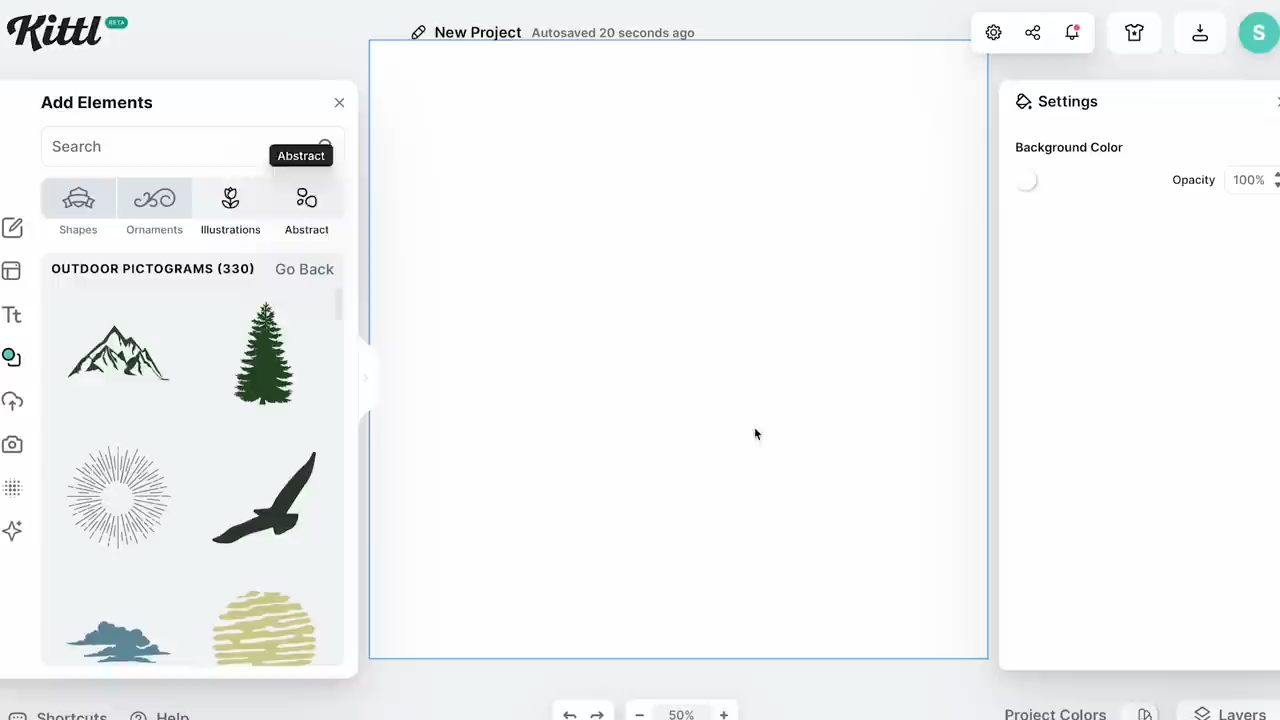 Kittl BETA
New Project Autosaved 20 seconds ago
S
Add Elements
Search
Abstract
Shapes Ornaments Illustrations Abstract
OUTDOOR PICTOGRAMS (330) Go Back
Tt
Settings
Background Color
Opacity 100%
Shortcuts Help
50%
Project Colors Layers